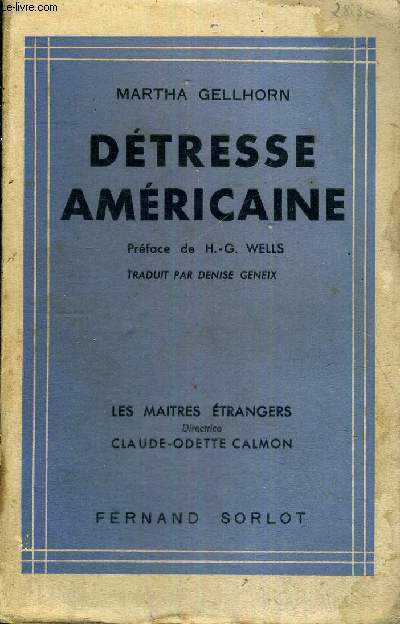 Le-livre.com
MARTHA GELLHORN
DÉTRESSE
AMÉRICAINE
Préface de H.-G. WELLS
TRADUIT PAR DENISE GENEIX
LES MAITRES ÉTRANGERS
Directrice
CLAUDE-ODETTE CALMON
FERNAND SORLOT